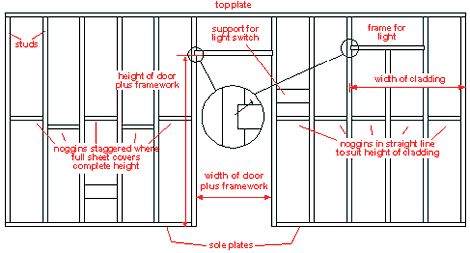 top plate
support for
light switch
frame for
light
studs
height of door
plus framework
width of cladding
noggins staggered where
full sheet covers
complete height
noggins in straight line
to suit height of cladding
width of door
plus framework
sole plates